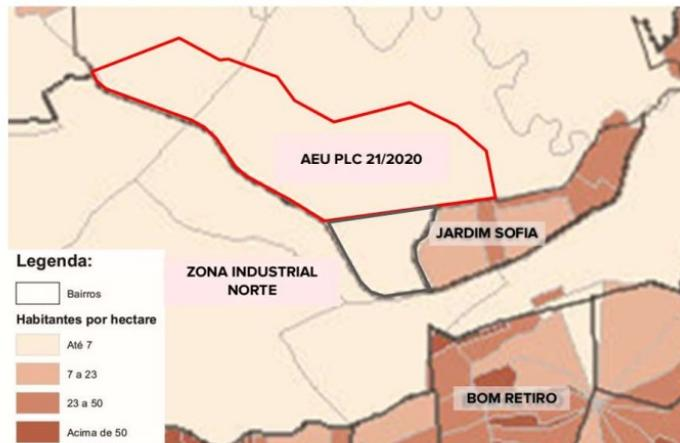 AEU PLC 21/2020
JARDIM SOFIA
ZONA INDUSTRIAL
NORTE
Legenda:
Bairros
Habitantes por hectare
Até 7
7 a 23
23 a 50
Acima de 50
BOM RETIRO